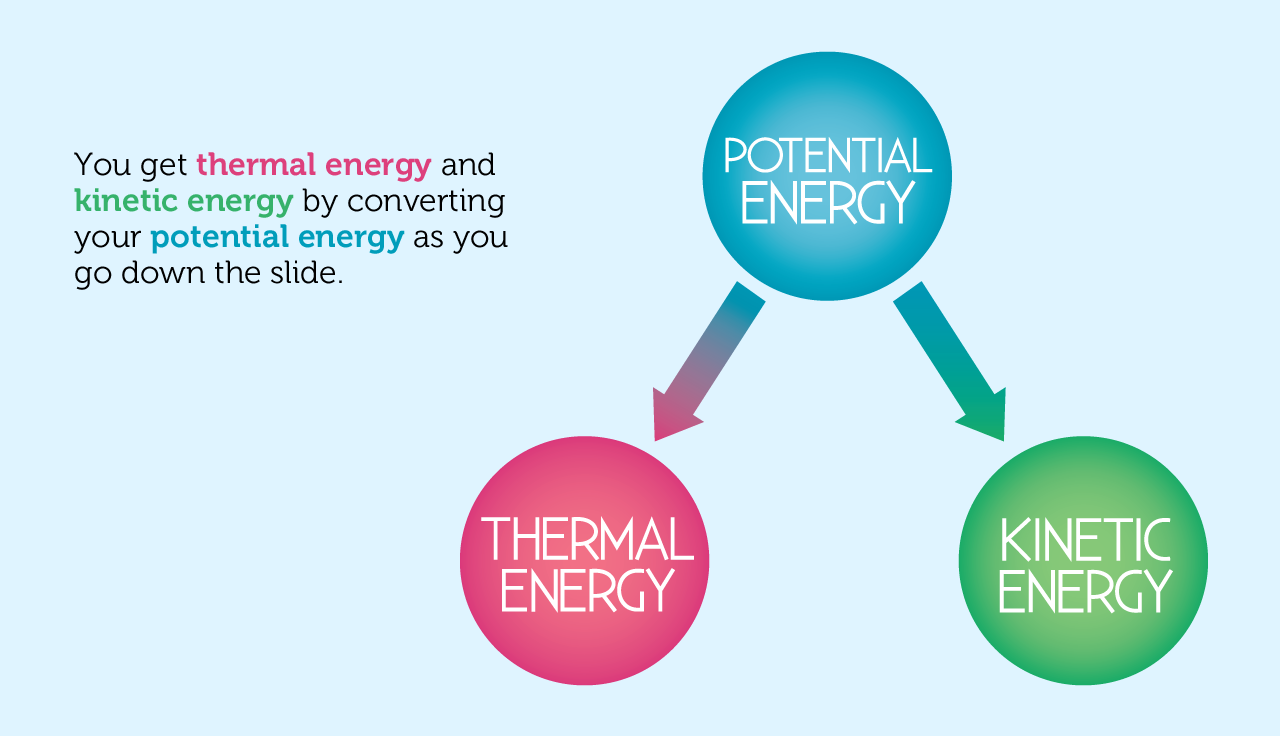 You get thermal energy and
kinetic energy by converting
your potential energy as you
go down the slide.
POTENTIAL
ENERGY
THERMAL
ENERGY
KINETIC
ENERGY